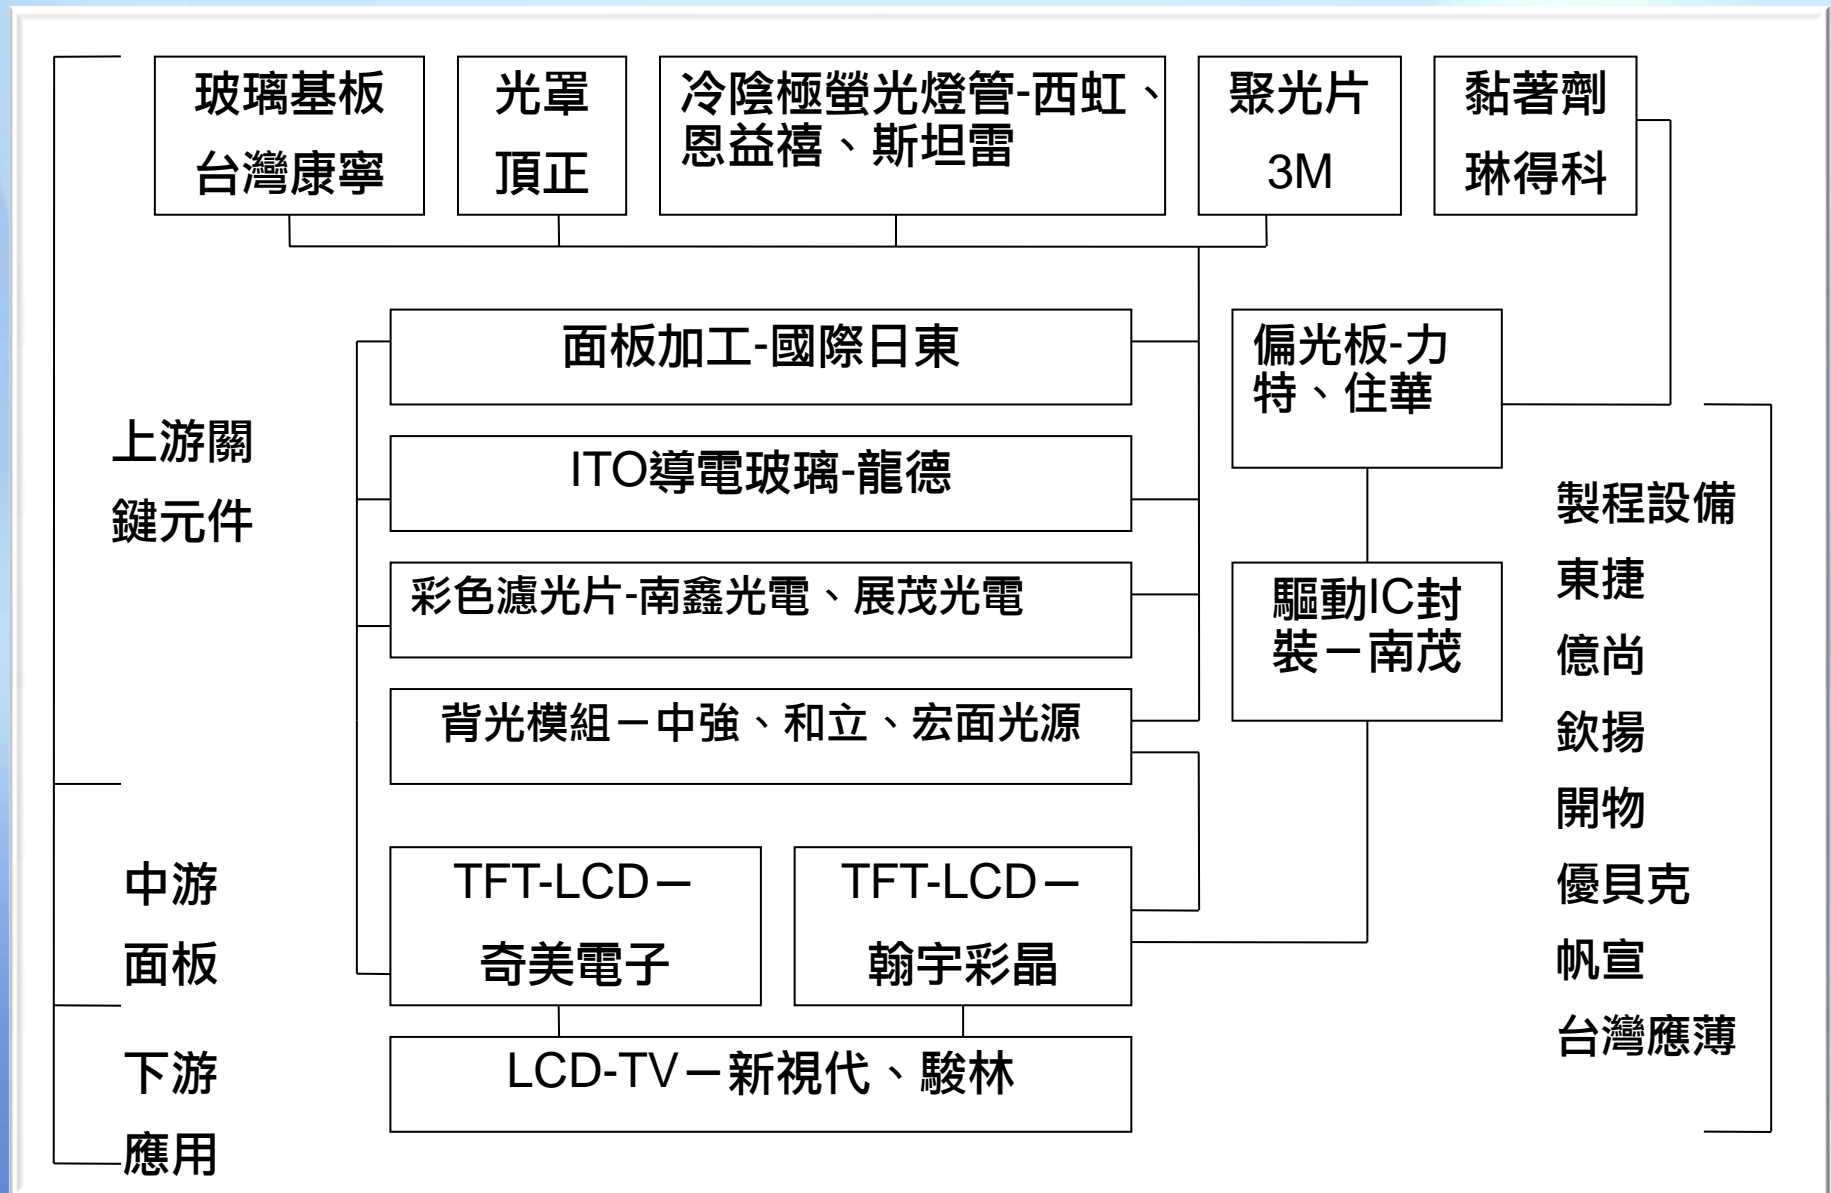 玻璃基板
台灣康寧
光罩
頂正
冷陰極螢光燈管-西虹、
恩益禧、斯坦雷
聚光片
3M
黏著劑
琳得科
面板加工-國際日東
偏光板-力
特、住華
上游關
鍵元件
ITO導電玻璃-龍德
彩色濾光片-南鑫光電、展茂光電
驅動IC封
裝－南茂
背光模組－中強、和立、宏面光源
製程設備
東捷
億尚
欽揚
開物
優貝克
帆宣
台灣應薄
中游
面板
TFT-LCD－
奇美電子
TFT-LCD－
翰宇彩晶
下游
應用
LCD-TV－新視代、駿林